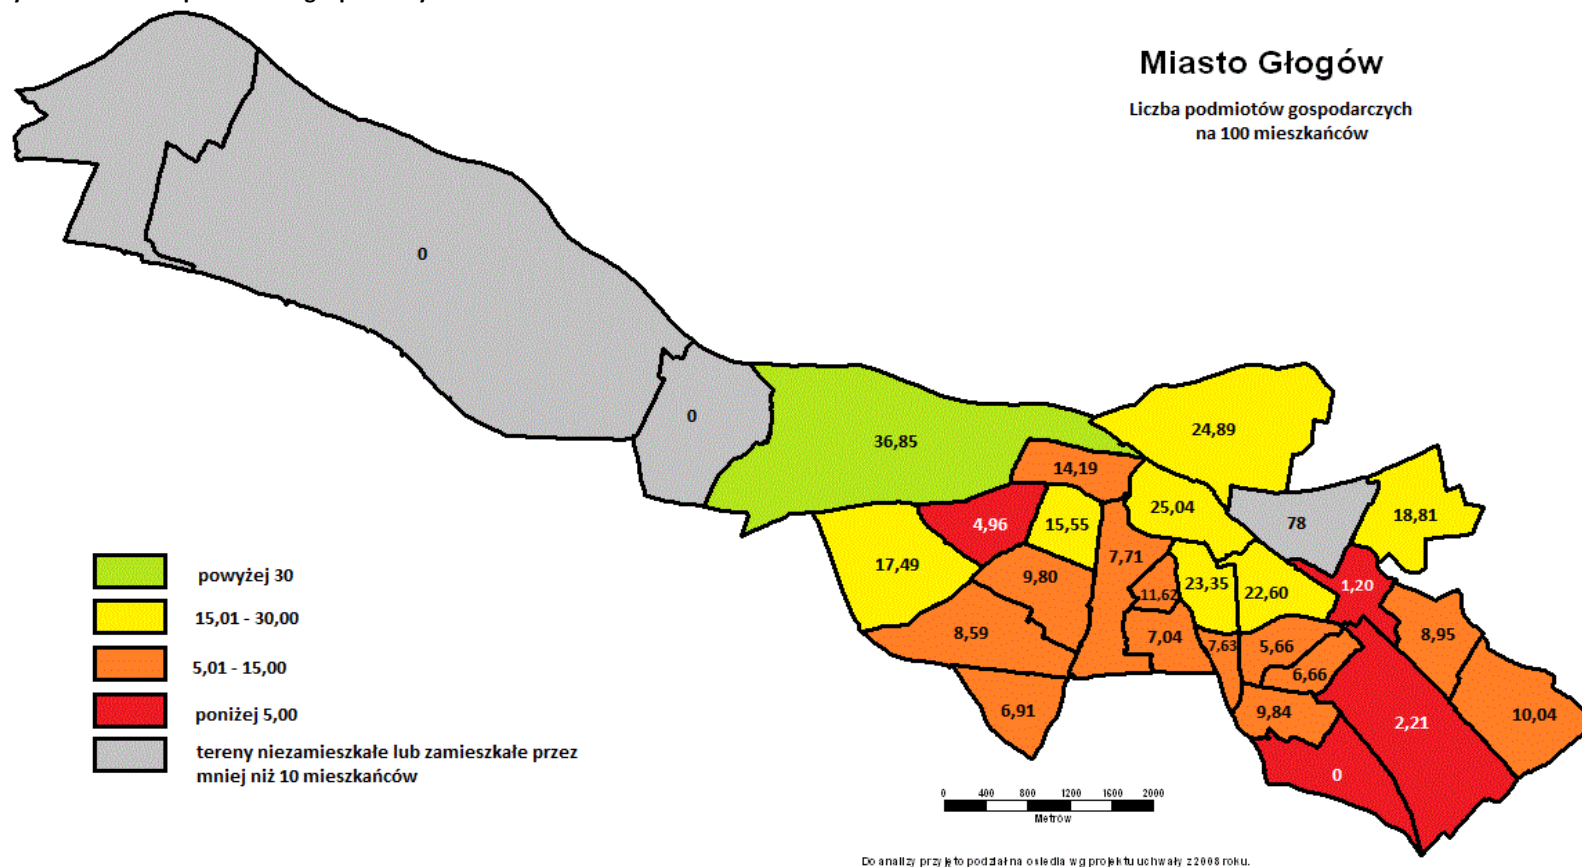 Miasto Głogów
Liczba podmiotów gospodarczych
na 100 mieszkańców
0
0
36,85
24,89
14,19
25,04
78
18,81
4,96
15,55
7,71
17,49
9,80
11,62
23,35
22,60
1,20
8,59
7,04
7,63
5,66
8,95
6,66
6,91
9,84
2,21
10,04
0
powyżej 30
15,01 - 30,00
5,01 - 15,00
poniżej 5,00
tereny niezamieszkałe lub zamieszkałe przez
mniej niż 10 mieszkańców
0 400 800 1200 1600 2000
Metrów
Do analizy przyjęto podział na osiedla wg projektu uchwały z 2008 roku.